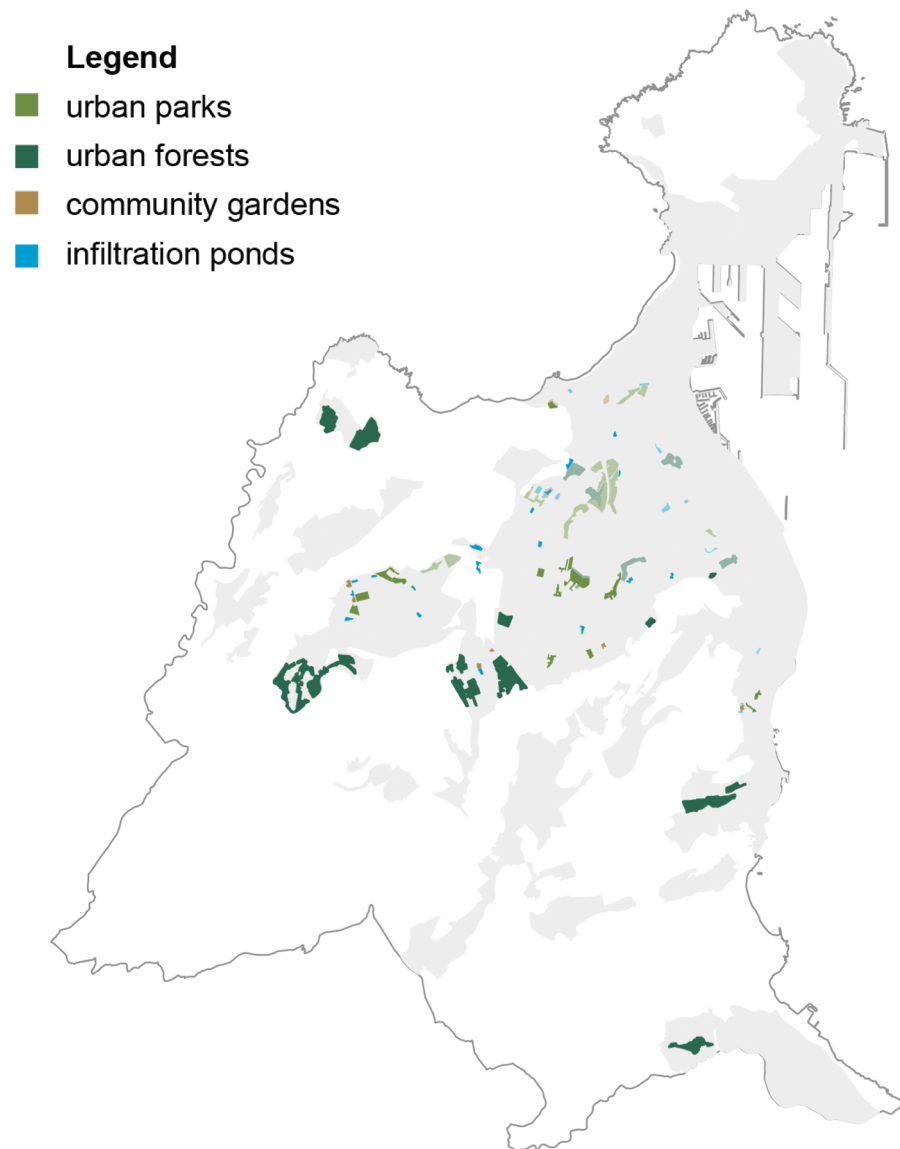 Legend
urban parks
urban forests
community gardens
infiltration ponds